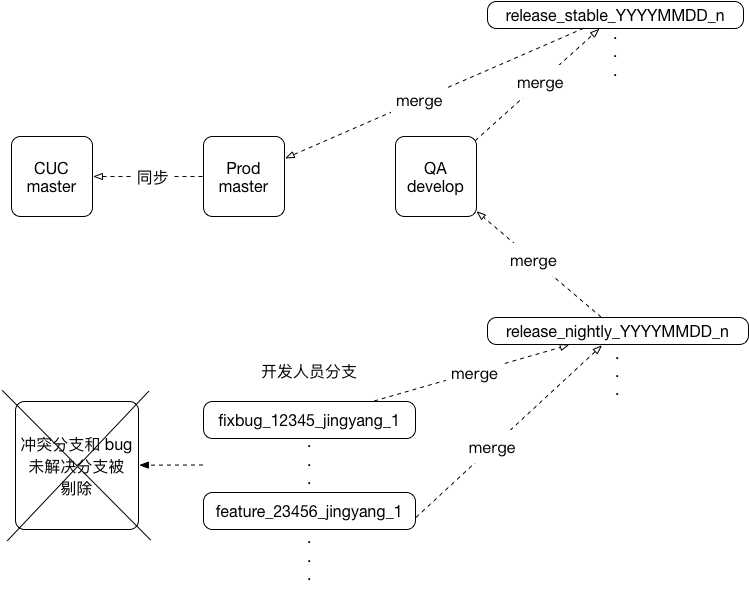 release_stable_YYYYMMDD_n
merge
merge
CUC
master
同步
Prod
master
QA
develop
merge
release_nightly_YYYYMMDD_n
开发人员分支
merge
fixbug_12345_jingyang_1
merge
冲突分支和 bug
未解决分支被
剔除
feature_23456_jingyang_1